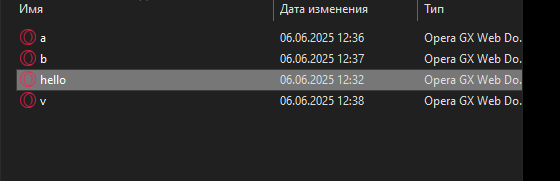 Имя Дата изменения Тип
a 06.06.2025 12:36 Opera GX Web Do...
b 06.06.2025 12:37 Opera GX Web Do...
hello 06.06.2025 12:32 Opera GX Web Do...
v 06.06.2025 12:38 Opera GX Web Do...